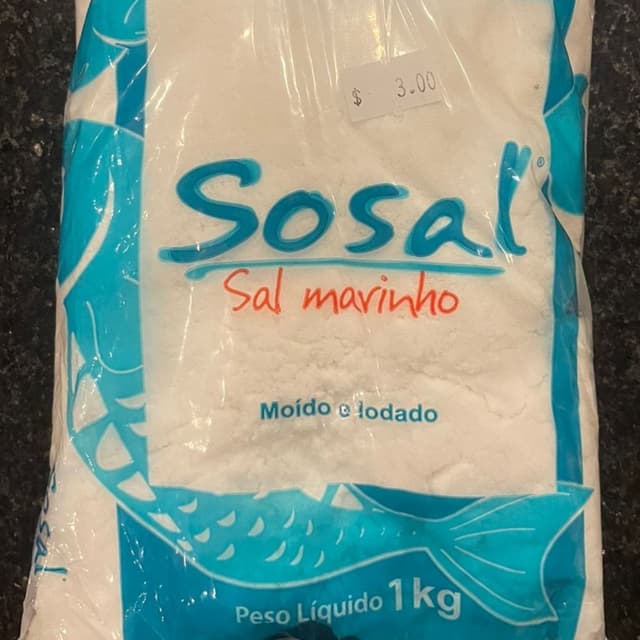 $ 3.00
Sosal®
Sal marinho
Moído e Iodado
Sosal
Peso Líquido 1kg